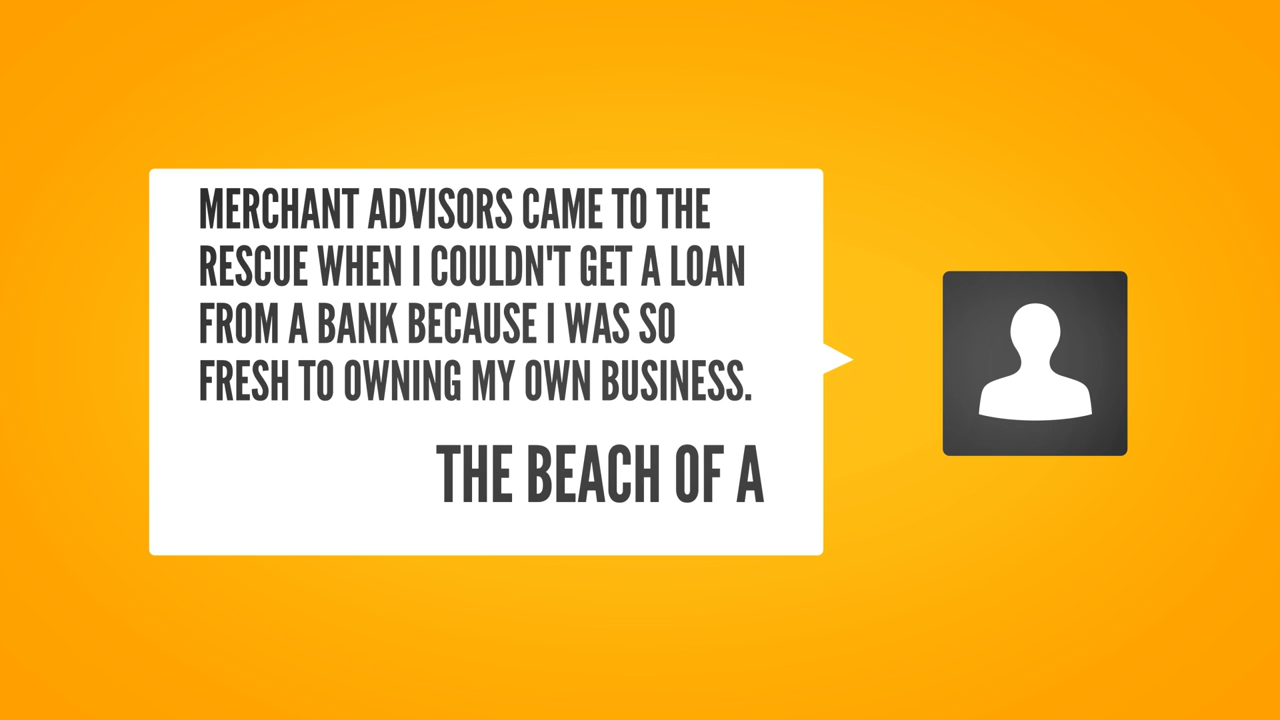 MERCHANT ADVISORS CAME TO THE
RESCUE WHEN I COULDN'T GET A LOAN
FROM A BANK BECAUSE I WAS SO
FRESH TO OWNING MY OWN BUSINESS.
THE BEACH OF A